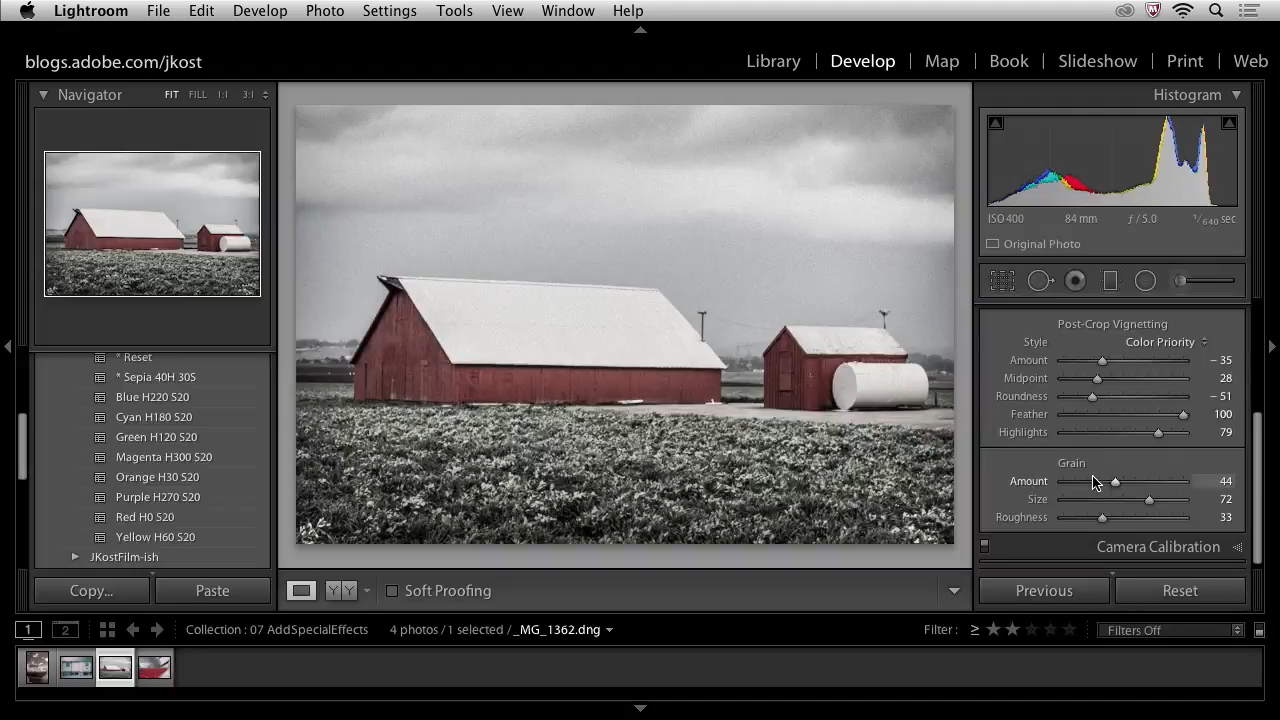 Lightroom File Edit Develop Photo Settings Tools View Window Help
blogs.adobe.com/jkost
Library | Develop | Map | Book | Slideshow | Print | Web
Navigator FIT FILL 1:1 3:1
* Reset
* Sepia 40H 30S
Blue H220 S20
Cyan H180 S20
Green H120 S20
Magenta H300 S20
Orange H30 S20
Purple H270 S20
Red H0 S20
Yellow H60 S20
JKostFilm-ish
Copy... Paste
Soft Proofing
Histogram
ISO 400 84 mm ƒ / 5.0 1/640 sec
Original Photo
Post-Crop Vignetting
Style Color Priority
Amount – 35
Midpoint 28
Roundness – 51
Feather 100
Highlights 79
Grain
Amount 44
Size 72
Roughness 33
Camera Calibration
Previous Reset
1 2 Collection : 07 AddSpecialEffects 4 photos / 1 selected / _MG_1362.dng Filter : ≥ Filters Off